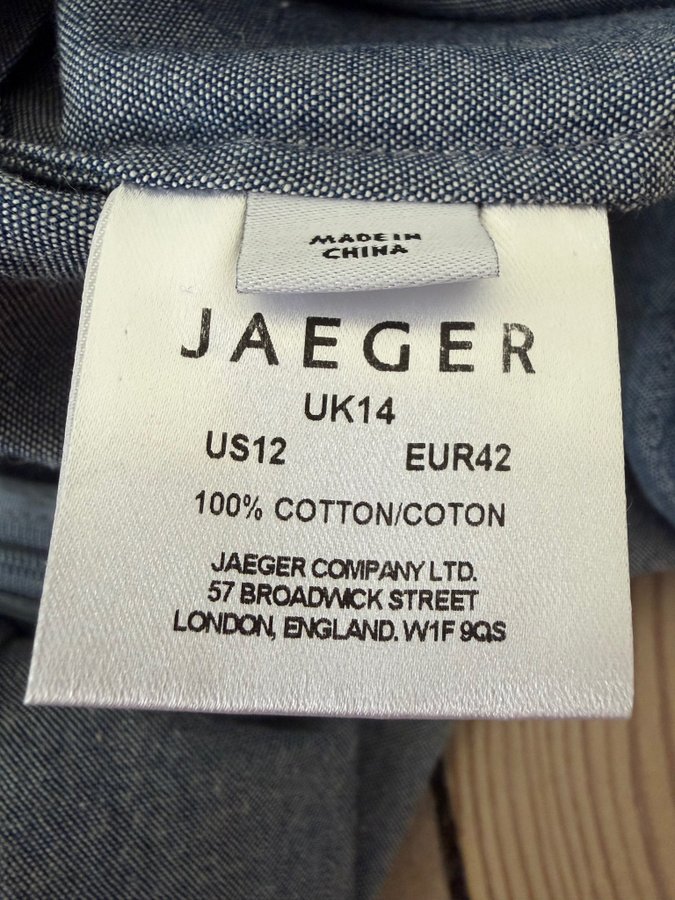 MADE IN
CHINA
JAEGER
UK14
US12 EUR42
100% COTTON/COTON
JAEGER COMPANY LTD.
57 BROADWICK STREET
LONDON, ENGLAND. W1F 9QS